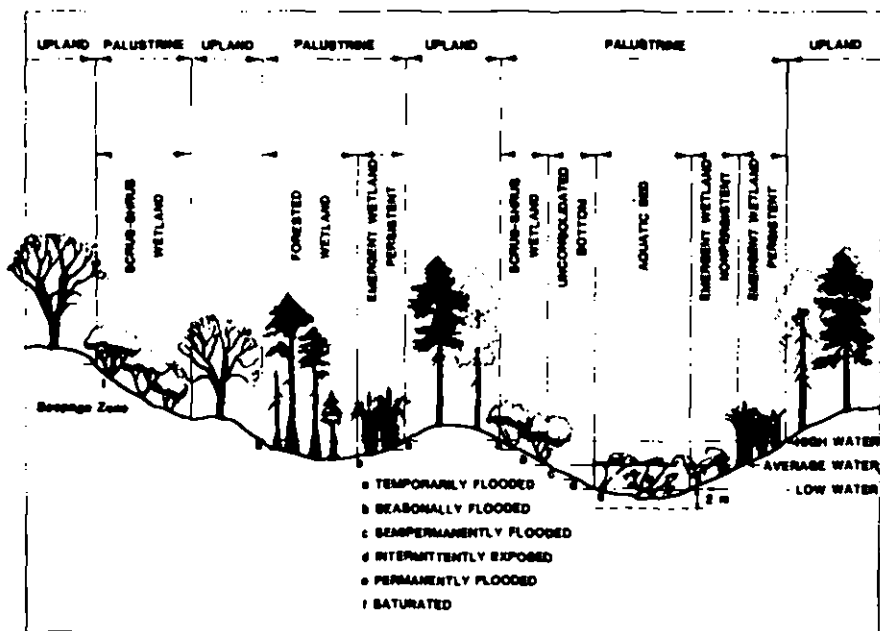 UPLAND PALUSTRINE UPLAND PALUSTRINE UPLAND PALUSTRINE UPLAND
SCRUB-SHRUB
WETLAND
FORESTED
WETLAND
EMERGENT WETLAND
PERSISTENT
SCRUB-SHRUB
WETLAND
UNCONSOLIDATED
BOTTOM
AQUATIC BED
EMERGENT WETLAND
NONPERSISTENT
EMERGENT WETLAND
PERSISTENT
f
Seepage Zone
b
HIGH WATER
AVERAGE WATER
LOW WATER
2 m
a TEMPORARILY FLOODED
b SEASONALLY FLOODED
c SEMIPERMANENTLY FLOODED
d INTERMITTENTLY EXPOSED
e PERMANENTLY FLOODED
f SATURATED